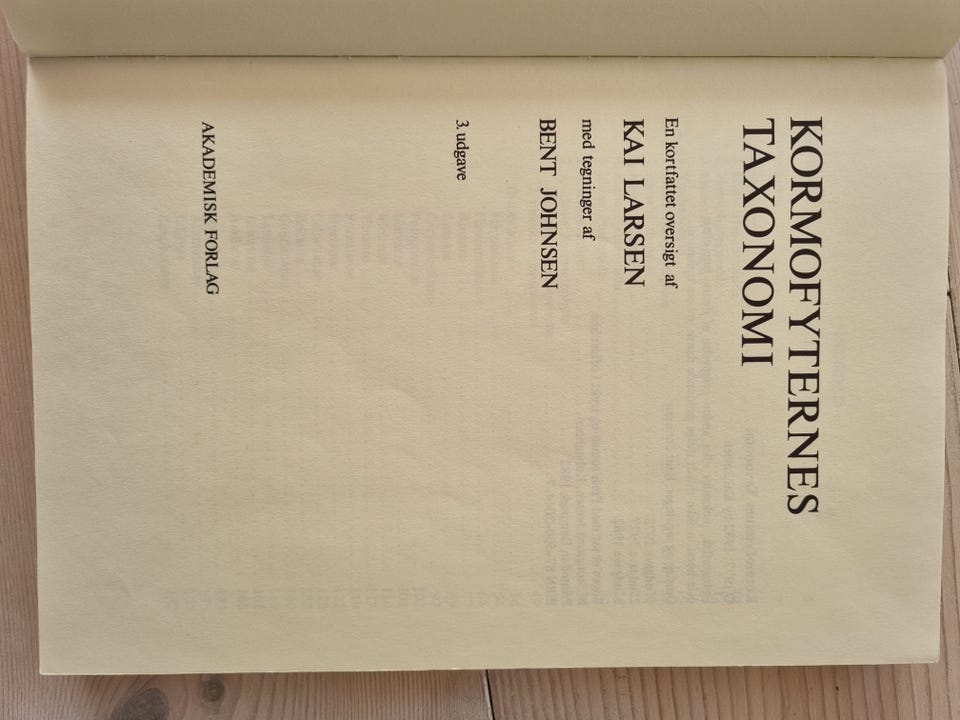 KORMOFYTERNES
TAXONOMI
En kortfattet oversigt af
KAI LARSEN
med tegninger af
BENT JOHNSEN
3. udgave
AKADEMISK FORLAG